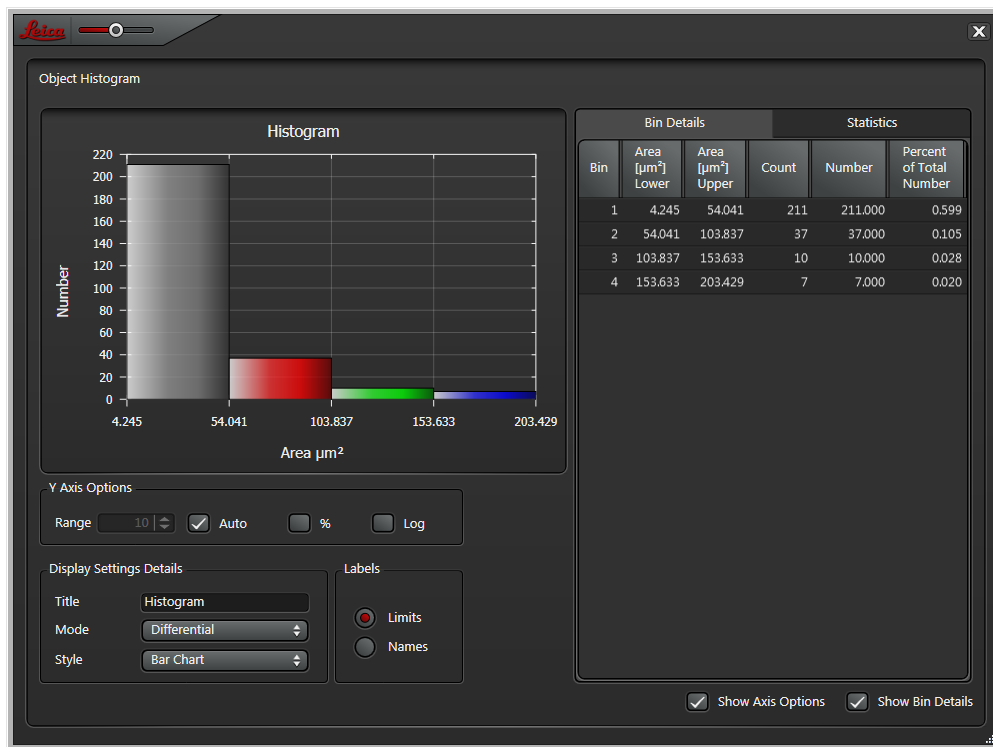 Leica
Object Histogram
Histogram
220
200
180
160
140
120
100
80
60
40
20
0
Number
4.245 54.041 103.837 153.633 203.429
Area µm²
Bin Details Statistics
Bin Area [µm²] Lower Area [µm²] Upper Count Number Percent of Total Number
1 4.245 54.041 211 211.000 0.599
2 54.041 103.837 37 37.000 0.105
3 103.837 153.633 10 10.000 0.028
4 153.633 203.429 7 7.000 0.020
Y Axis Options
Range 10 Auto % Log
Display Settings Details
Title Histogram
Mode Differential
Style Bar Chart
Labels
Limits
Names
Show Axis Options Show Bin Details